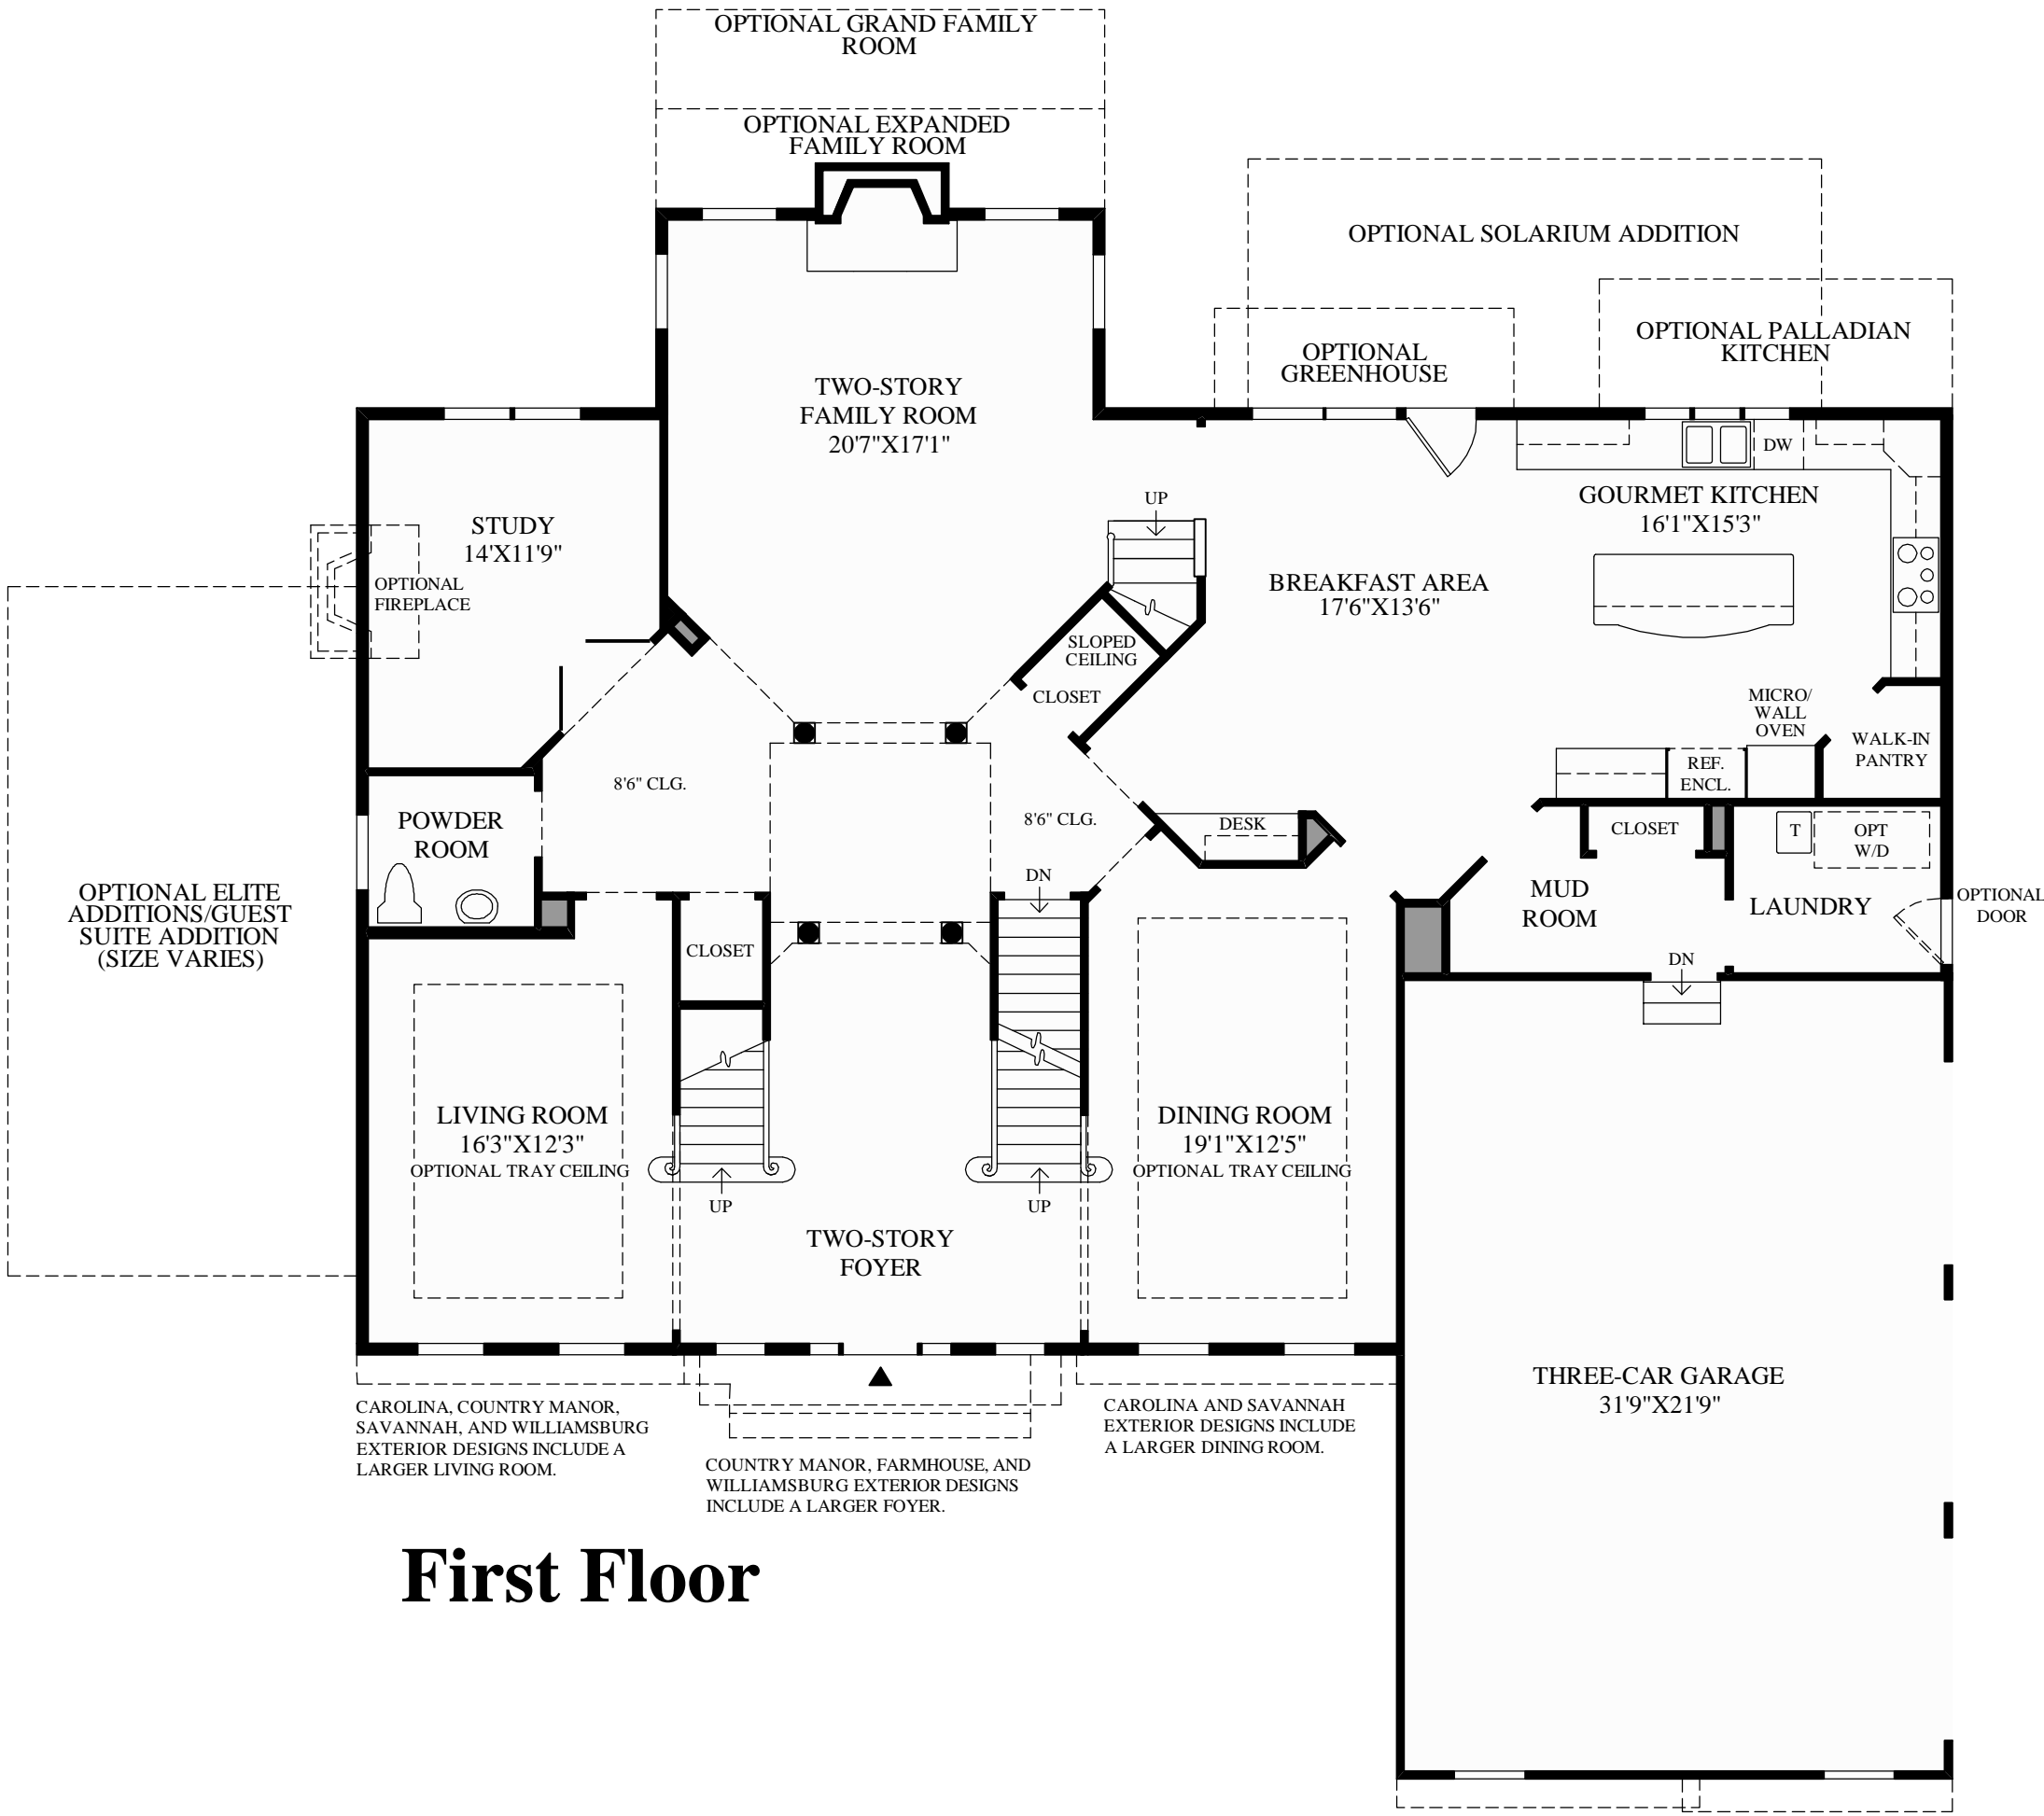 OPTIONAL GRAND FAMILY
ROOM
OPTIONAL EXPANDED
FAMILY ROOM
OPTIONAL SOLARIUM ADDITION
OPTIONAL PALLADIAN
KITCHEN
OPTIONAL
GREENHOUSE
TWO-STORY
FAMILY ROOM
20'7"X17'1"
DW
GOURMET KITCHEN
16'1"X15'3"
UP
STUDY
14'X11'9"
OPTIONAL
FIREPLACE
BREAKFAST AREA
17'6"X13'6"
SLOPED
CEILING
CLOSET
MICRO/
WALL
OVEN
WALK-IN
PANTRY
REF.
ENCL.
8'6" CLG.
8'6" CLG.
POWDER
ROOM
DESK
CLOSET
T
OPT
W/D
DN
MUD
ROOM
LAUNDRY
OPTIONAL
DOOR
OPTIONAL ELITE
ADDITIONS/GUEST
SUITE ADDITION
(SIZE VARIES)
CLOSET
DN
LIVING ROOM
16'3"X12'3"
OPTIONAL TRAY CEILING
DINING ROOM
19'1"X12'5"
OPTIONAL TRAY CEILING
UP
UP
TWO-STORY
FOYER
THREE-CAR GARAGE
31'9"X21'9"
CAROLINA, COUNTRY MANOR,
SAVANNAH, AND WILLIAMSBURG
EXTERIOR DESIGNS INCLUDE A
LARGER LIVING ROOM.
COUNTRY MANOR, FARMHOUSE, AND
WILLIAMSBURG EXTERIOR DESIGNS
INCLUDE A LARGER FOYER.
CAROLINA AND SAVANNAH
EXTERIOR DESIGNS INCLUDE
A LARGER DINING ROOM.
First Floor